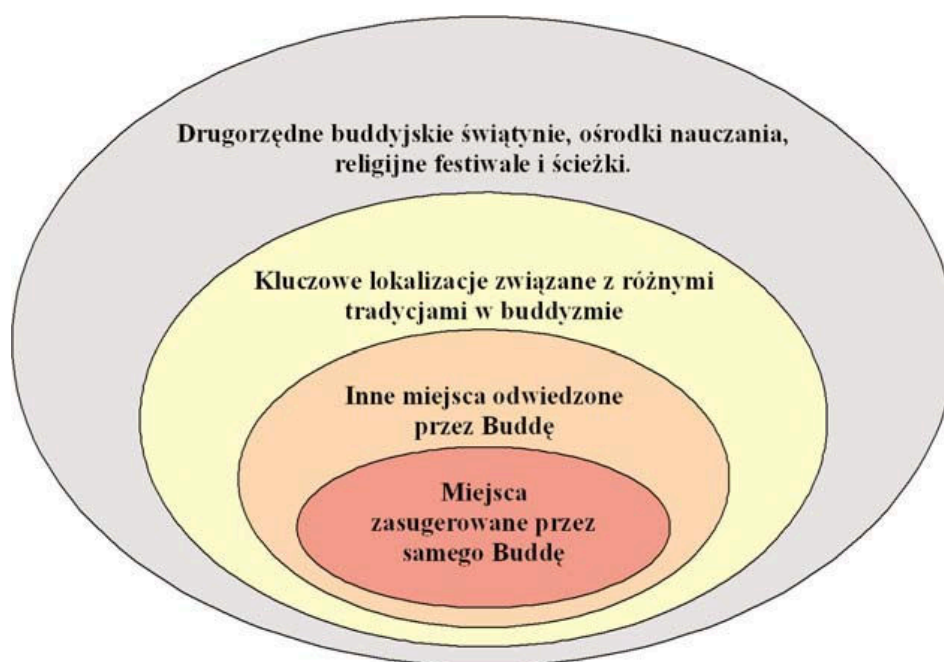 Drugorzędne buddyjskie świątynie, ośrodki nauczania,
religijne festiwale i ścieżki.
Kluczowe lokalizacje związane z różnymi
tradycjami w buddyzmie
Inne miejsca odwiedzone
przez Buddę
Miejsca
zasugerowane przez
samego Buddę